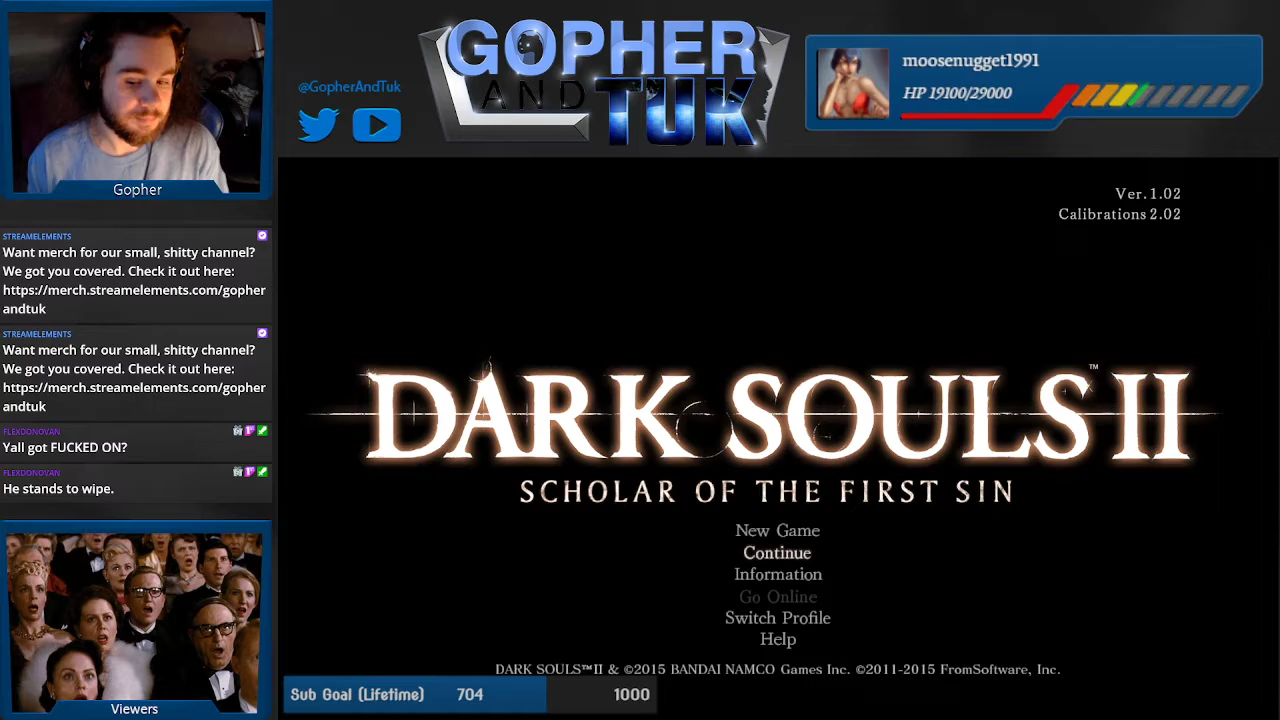 Gopher
@GopherAndTuk
GOPHER
AND
TUK
moosenugget1991
HP 19100/29000
STREAMELEMENTS
Want merch for our small, shitty channel?
We got you covered. Check it out here:
https://merch.streamelements.com/gopher
andtuk
STREAMELEMENTS
Want merch for our small, shitty channel?
We got you covered. Check it out here:
https://merch.streamelements.com/gopher
andtuk
FLEXDONOVAN
Yall got FUCKED ON?
FLEXDONOVAN
He stands to wipe.
Viewers
Ver. 1.02
Calibrations 2.02
DARK SOULS™ II
SCHOLAR OF THE FIRST SIN
New Game
Continue
Information
Go Online
Switch Profile
Help
DARK SOULS™II & ©2015 BANDAI NAMCO Games Inc. ©2011-2015 FromSoftware, Inc.
Sub Goal (Lifetime) 704 1000